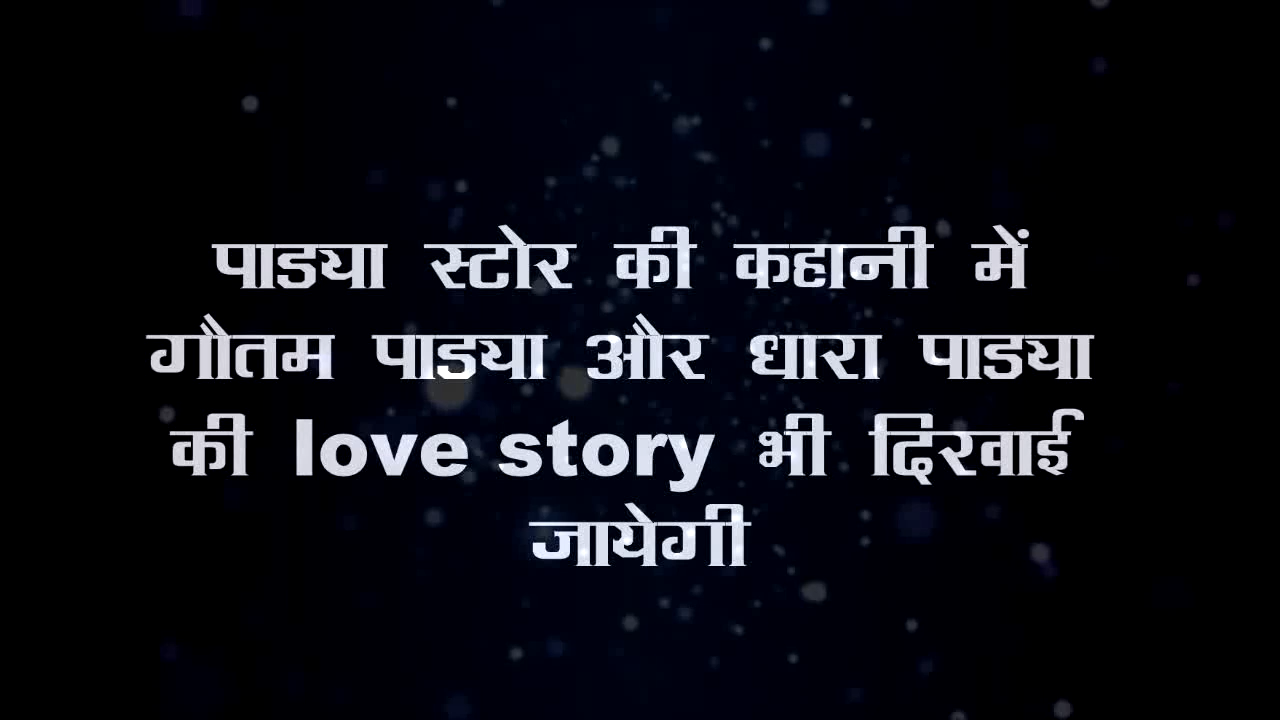 पाड्या स्टोर की कहानी में
गौतम पाड्या और धारा पाड्या
की love story भी दिखाई
जायेगी